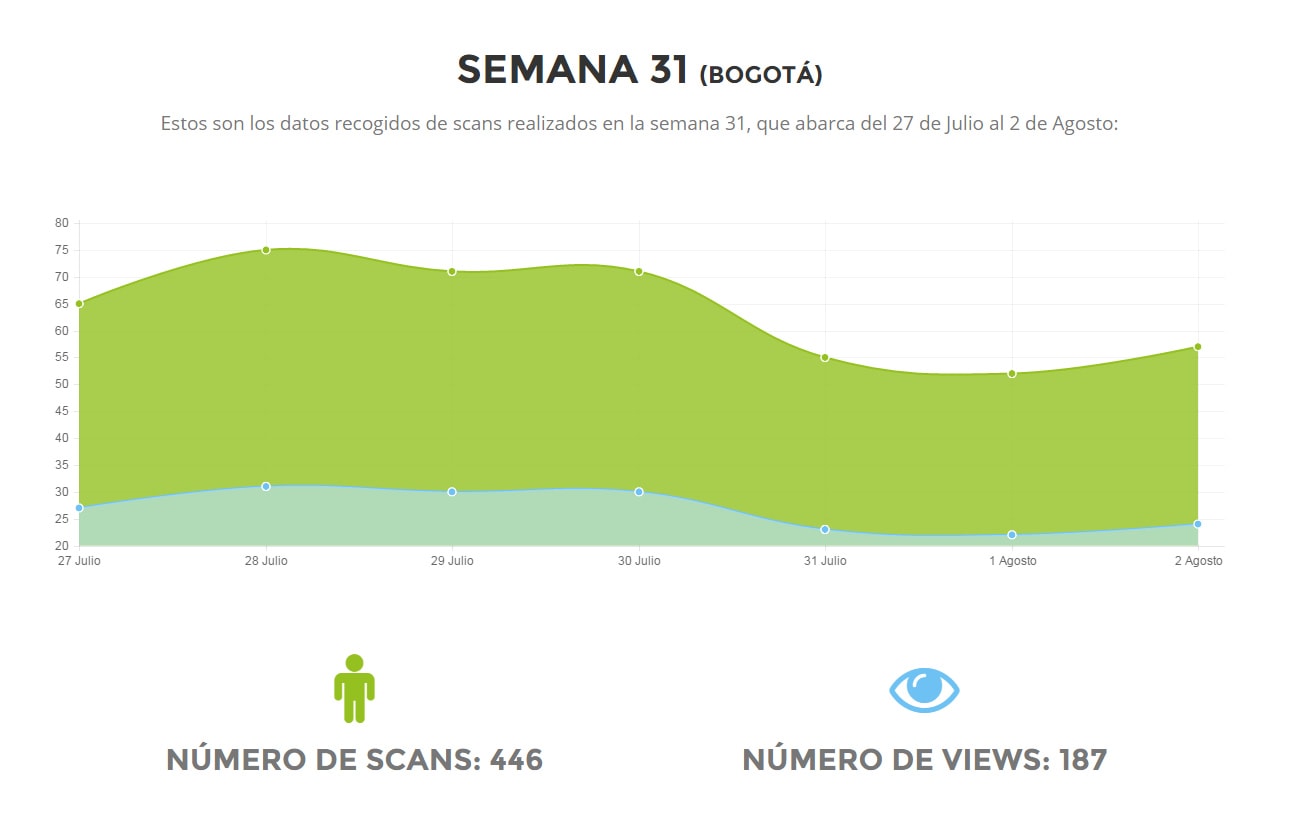 SEMANA 31 (BOGOTÁ)
Estos son los datos recogidos de scans realizados en la semana 31, que abarca del 27 de Julio al 2 de Agosto:
80
75
70
65
60
55
50
45
40
35
30
25
20
27 Julio 28 Julio 29 Julio 30 Julio 31 Julio 1 Agosto 2 Agosto
NÚMERO DE SCANS: 446
NÚMERO DE VIEWS: 187